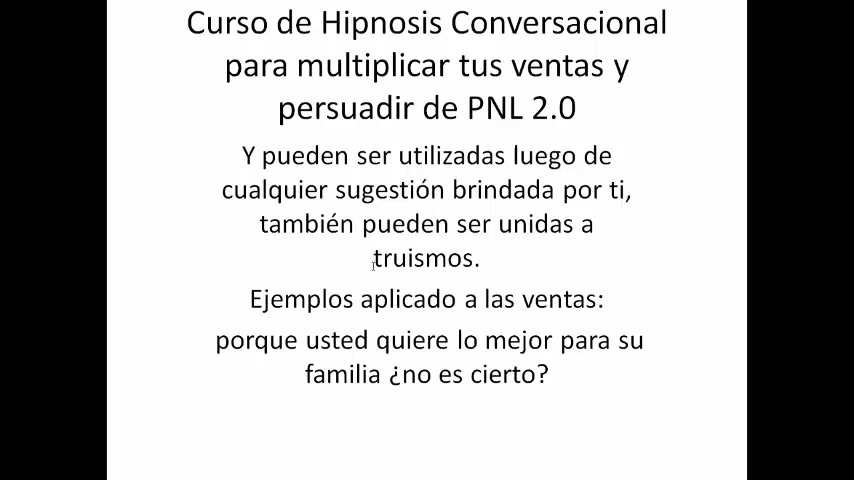 Curso de Hipnosis Conversacional
para multiplicar tus ventas y
persuadir de PNL 2.0
Y pueden ser utilizadas luego de
cualquier sugestión brindada por ti,
también pueden ser unidas a
truismos.
Ejemplos aplicado a las ventas:
porque usted quiere lo mejor para su
familia ¿no es cierto?